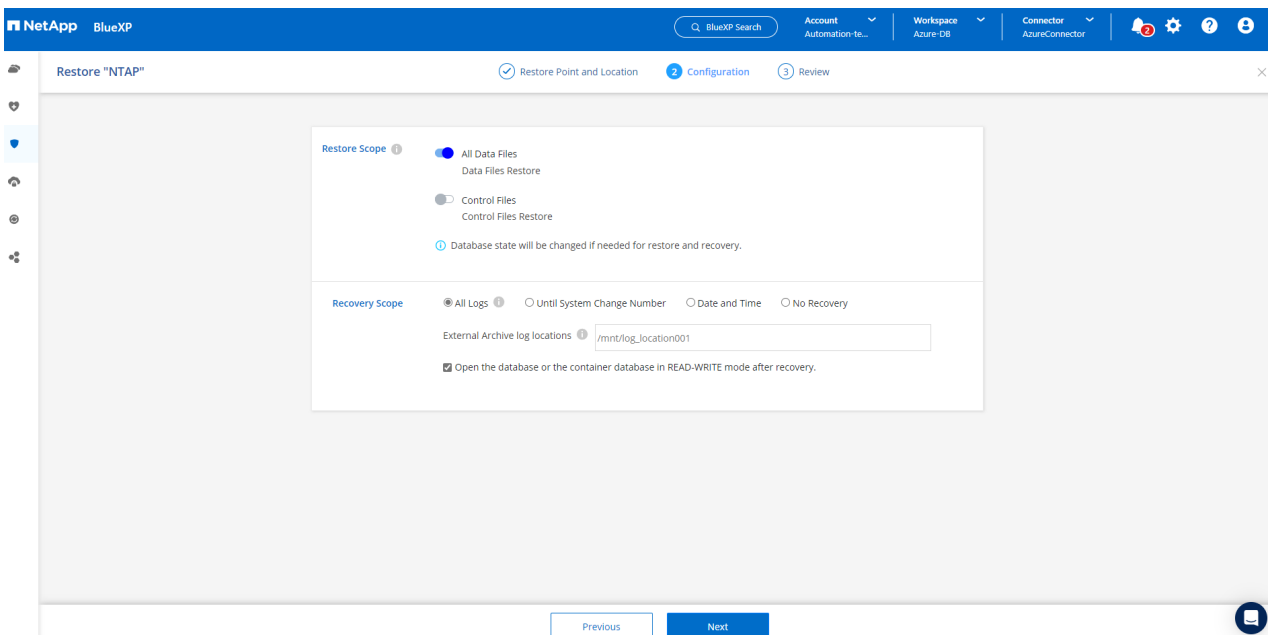 NetApp BlueXP
BlueXP Search
Account
Automation-te...
Workspace
Azure-DB
Connector
AzureConnector
2
Restore "NTAP"
Restore Point and Location
2 Configuration
3 Review
Restore Scope
All Data Files
Data Files Restore
Control Files
Control Files Restore
Database state will be changed if needed for restore and recovery.
Recovery Scope
All Logs
Until System Change Number
Date and Time
No Recovery
External Archive log locations
/mnt/log_location001
Open the database or the container database in READ-WRITE mode after recovery.
Previous
Next